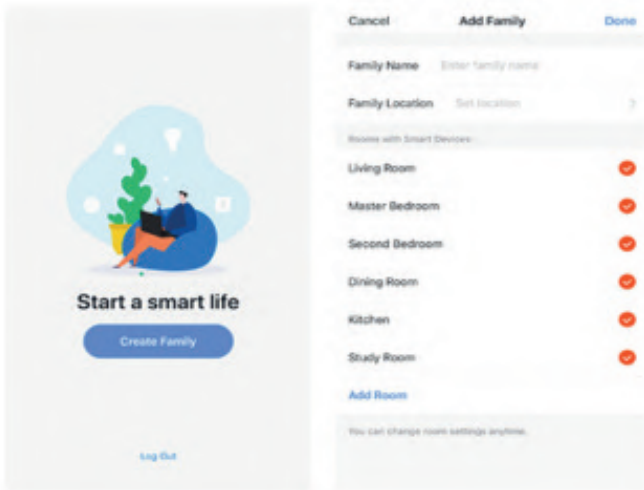 Start a smart life
Create Family
Log Out
Cancel Add Family Done
Family Name Enter family name
Family Location Set location
Rooms with Smart Devices:
Living Room
Master Bedroom
Second Bedroom
Dining Room
Kitchen
Study Room
Add Room
You can change room settings anytime.